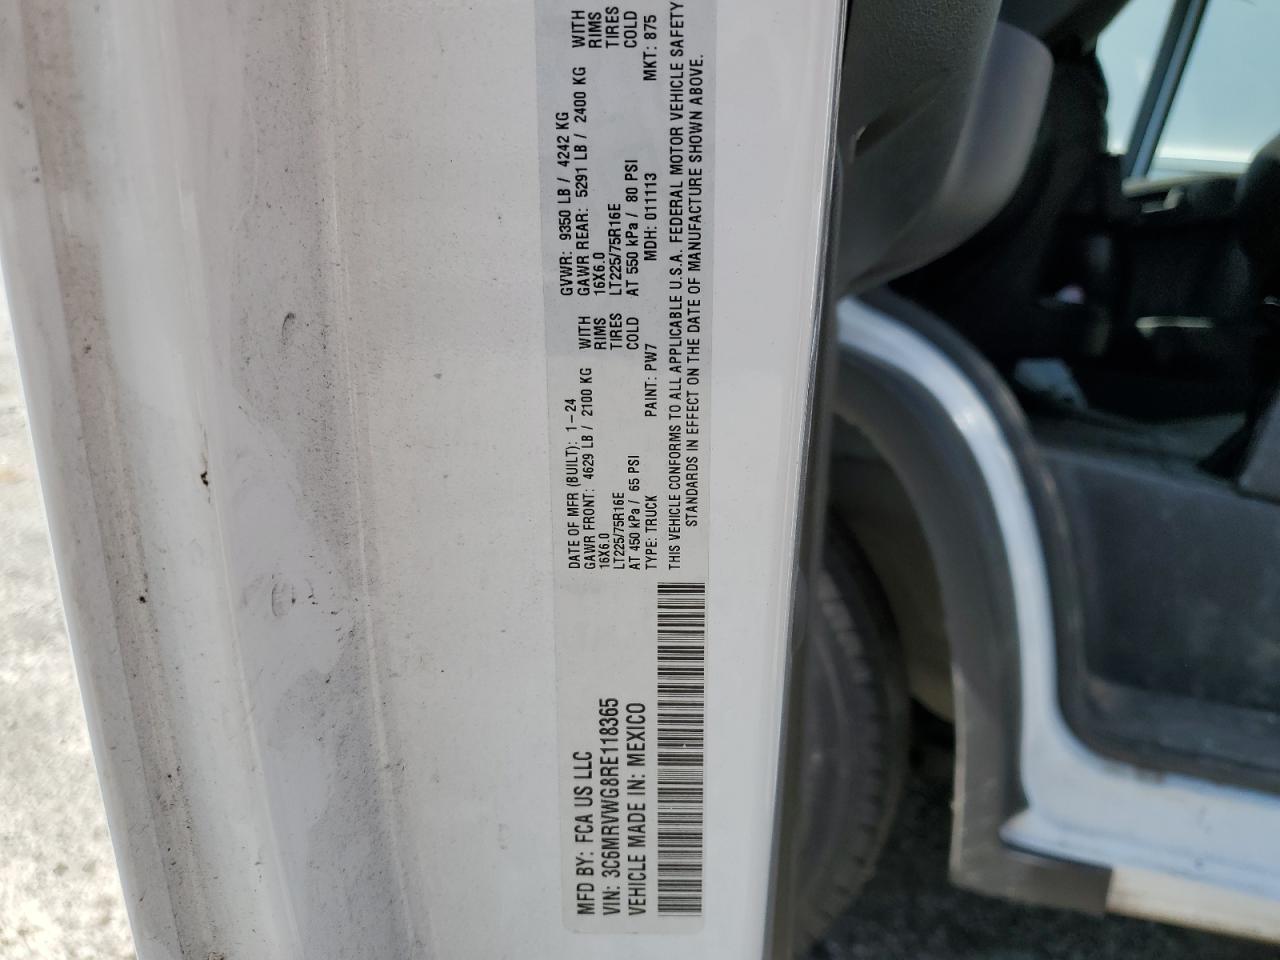 MFD BY: FCA US LLC
VIN: 3C6MRVWG8RE118365
VEHICLE MADE IN: MEXICO
DATE OF MFR (BUILT): 1-24 GVWR: 9350 LB / 4242 KG
GAWR FRONT: 4629 LB / 2100 KG WITH GAWR REAR: 5291 LB / 2400 KG WITH
16X6.0 RIMS 16X6.0 RIMS
LT225/75R16E TIRES LT225/75R16E TIRES
AT 450 kPa / 65 PSI COLD AT 550 kPa / 80 PSI COLD
TYPE: TRUCK PAINT: PW7 MDH: 011113 MKT: 875
THIS VEHICLE CONFORMS TO ALL APPLICABLE U.S.A. FEDERAL MOTOR VEHICLE SAFETY
STANDARDS IN EFFECT ON THE DATE OF MANUFACTURE SHOWN ABOVE.